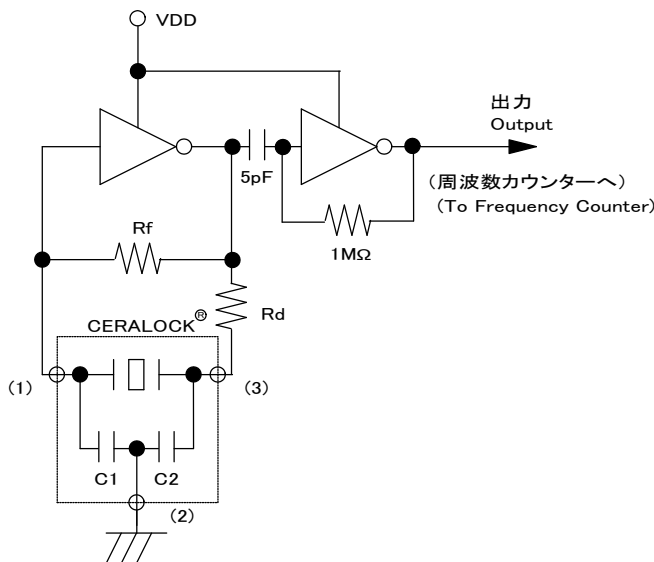 VDD
出力
Output
5pF
(周波数カウンターへ)
(To Frequency Counter)
Rf
1MΩ
Rd
CERALOCK®
(1)
(3)
C1
C2
(2)